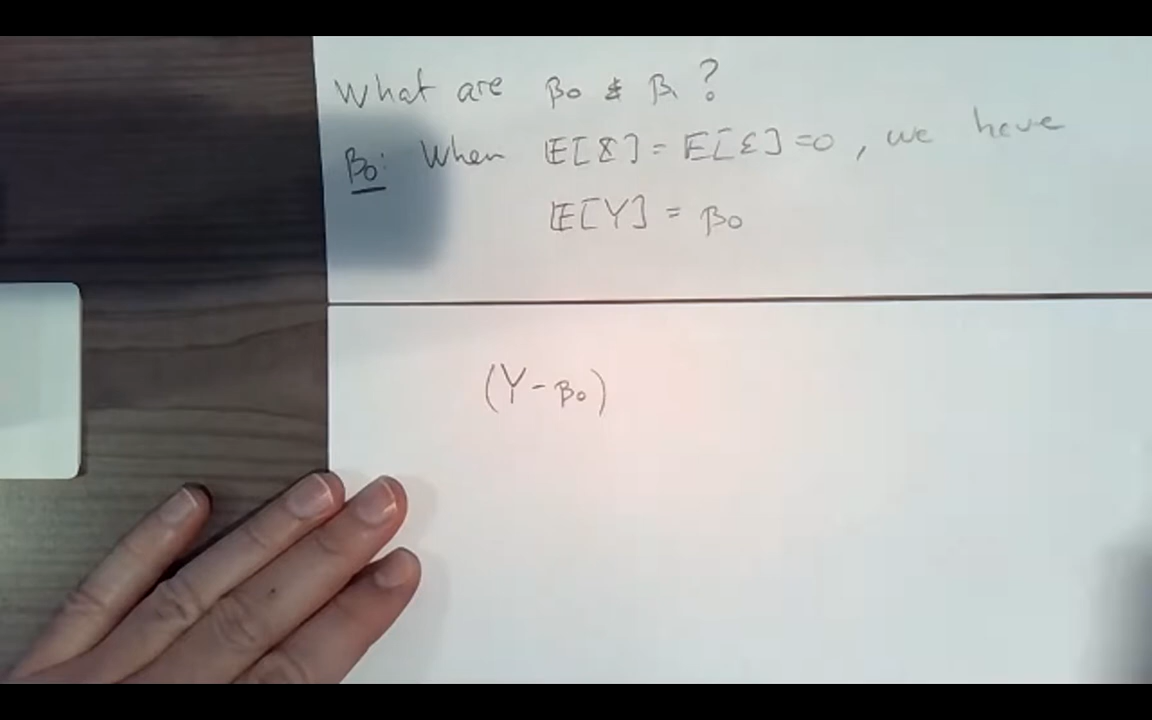 What are β₀ & β₁ ?
β₀: When E[X] = E[ε] = 0 , we have
E[Y] = β₀
(Y - β₀)